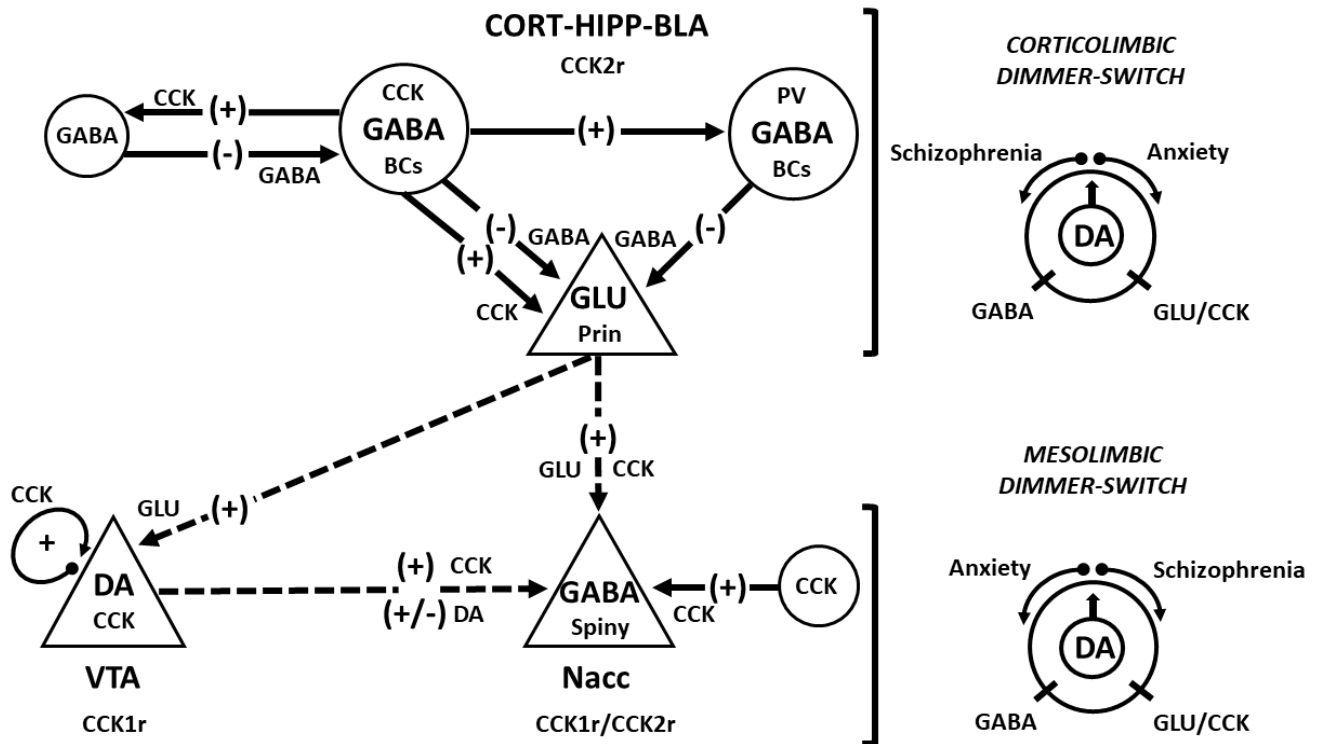 CORT-HIPP-BLA
CCK2r
CORTICOLIMBIC
DIMMER-SWITCH
CCK
(+)
GABA
(-)
GABA
CCK
GABA
BCs
(+)
PV
GABA
BCs
Schizophrenia
Anxiety
DA
GABA
GLU/CCK
(-)
GABA
(+)
CCK
GABA
(-)
GLU
Prin
(+)
GLU
CCK
GLU
(+)
CCK
+
DA
CCK
VTA
CCK1r
(+)
CCK
(+/-)
DA
GABA
Spiny
Nacc
CCK1r/CCK2r
(+)
CCK
CCK
MESOLIMBIC
DIMMER-SWITCH
Anxiety
Schizophrenia
DA
GABA
GLU/CCK